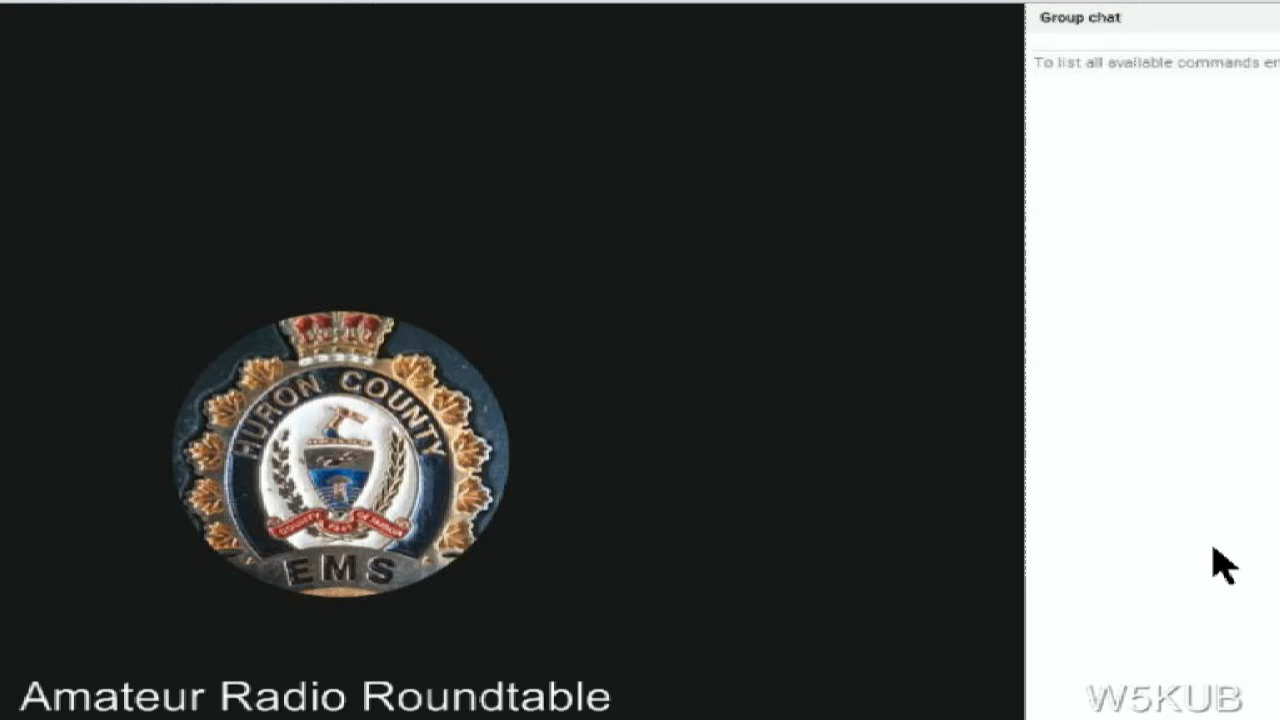 Group chat
To list all available commands en
HURON COUNTY
EMS
Amateur Radio Roundtable
W5KUB